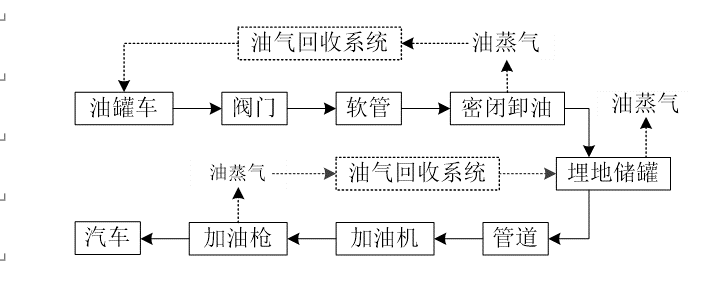 油气回收系统 油蒸气
油罐车 阀门 软管 密闭卸油 油蒸气
油蒸气 油气回收系统 埋地储罐
汽车 加油枪 加油机 管道